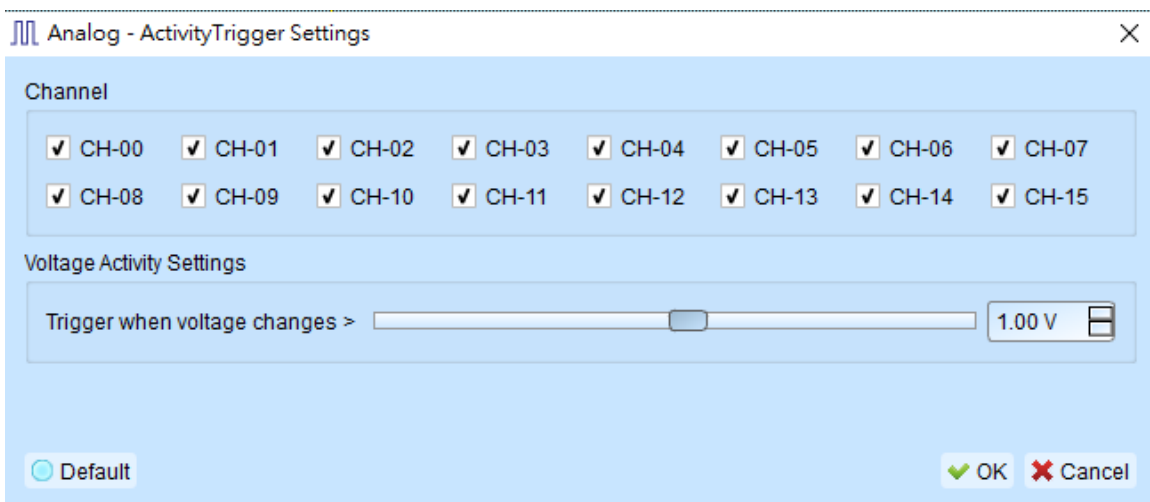 Analog - ActivityTrigger Settings
Channel
CH-00 CH-01 CH-02 CH-03 CH-04 CH-05 CH-06 CH-07
CH-08 CH-09 CH-10 CH-11 CH-12 CH-13 CH-14 CH-15
Voltage Activity Settings
Trigger when voltage changes > 1.00 V
Default OK Cancel